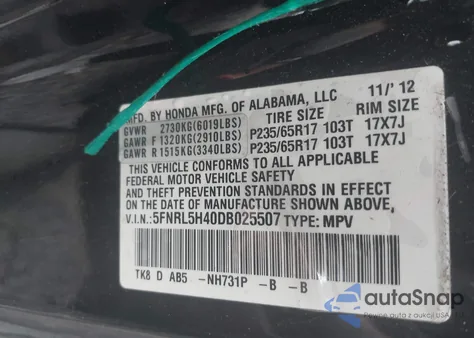 MFD. BY HONDA MFG. OF ALABAMA, LLC 11/'12
GVWR 2730KG(6019LBS) TIRE SIZE RIM SIZE
GAWR F 1320KG(2910LBS) P235/65R17 103T 17X7J
GAWR R 1515KG(3340LBS) P235/65R17 103T 17X7J
THIS VEHICLE CONFORMS TO ALL APPLICABLE
FEDERAL MOTOR VEHICLE SAFETY
AND THEFT PREVENTION STANDARDS IN EFFECT
ON THE DATE OF MANUFACTURE SHOWN ABOVE.
V.I.N.: 5FNRL5H40DB025507 TYPE: MPV
TK8 D AB5 -NH731P -B -B
autoSnap
Auta z aukcji USA